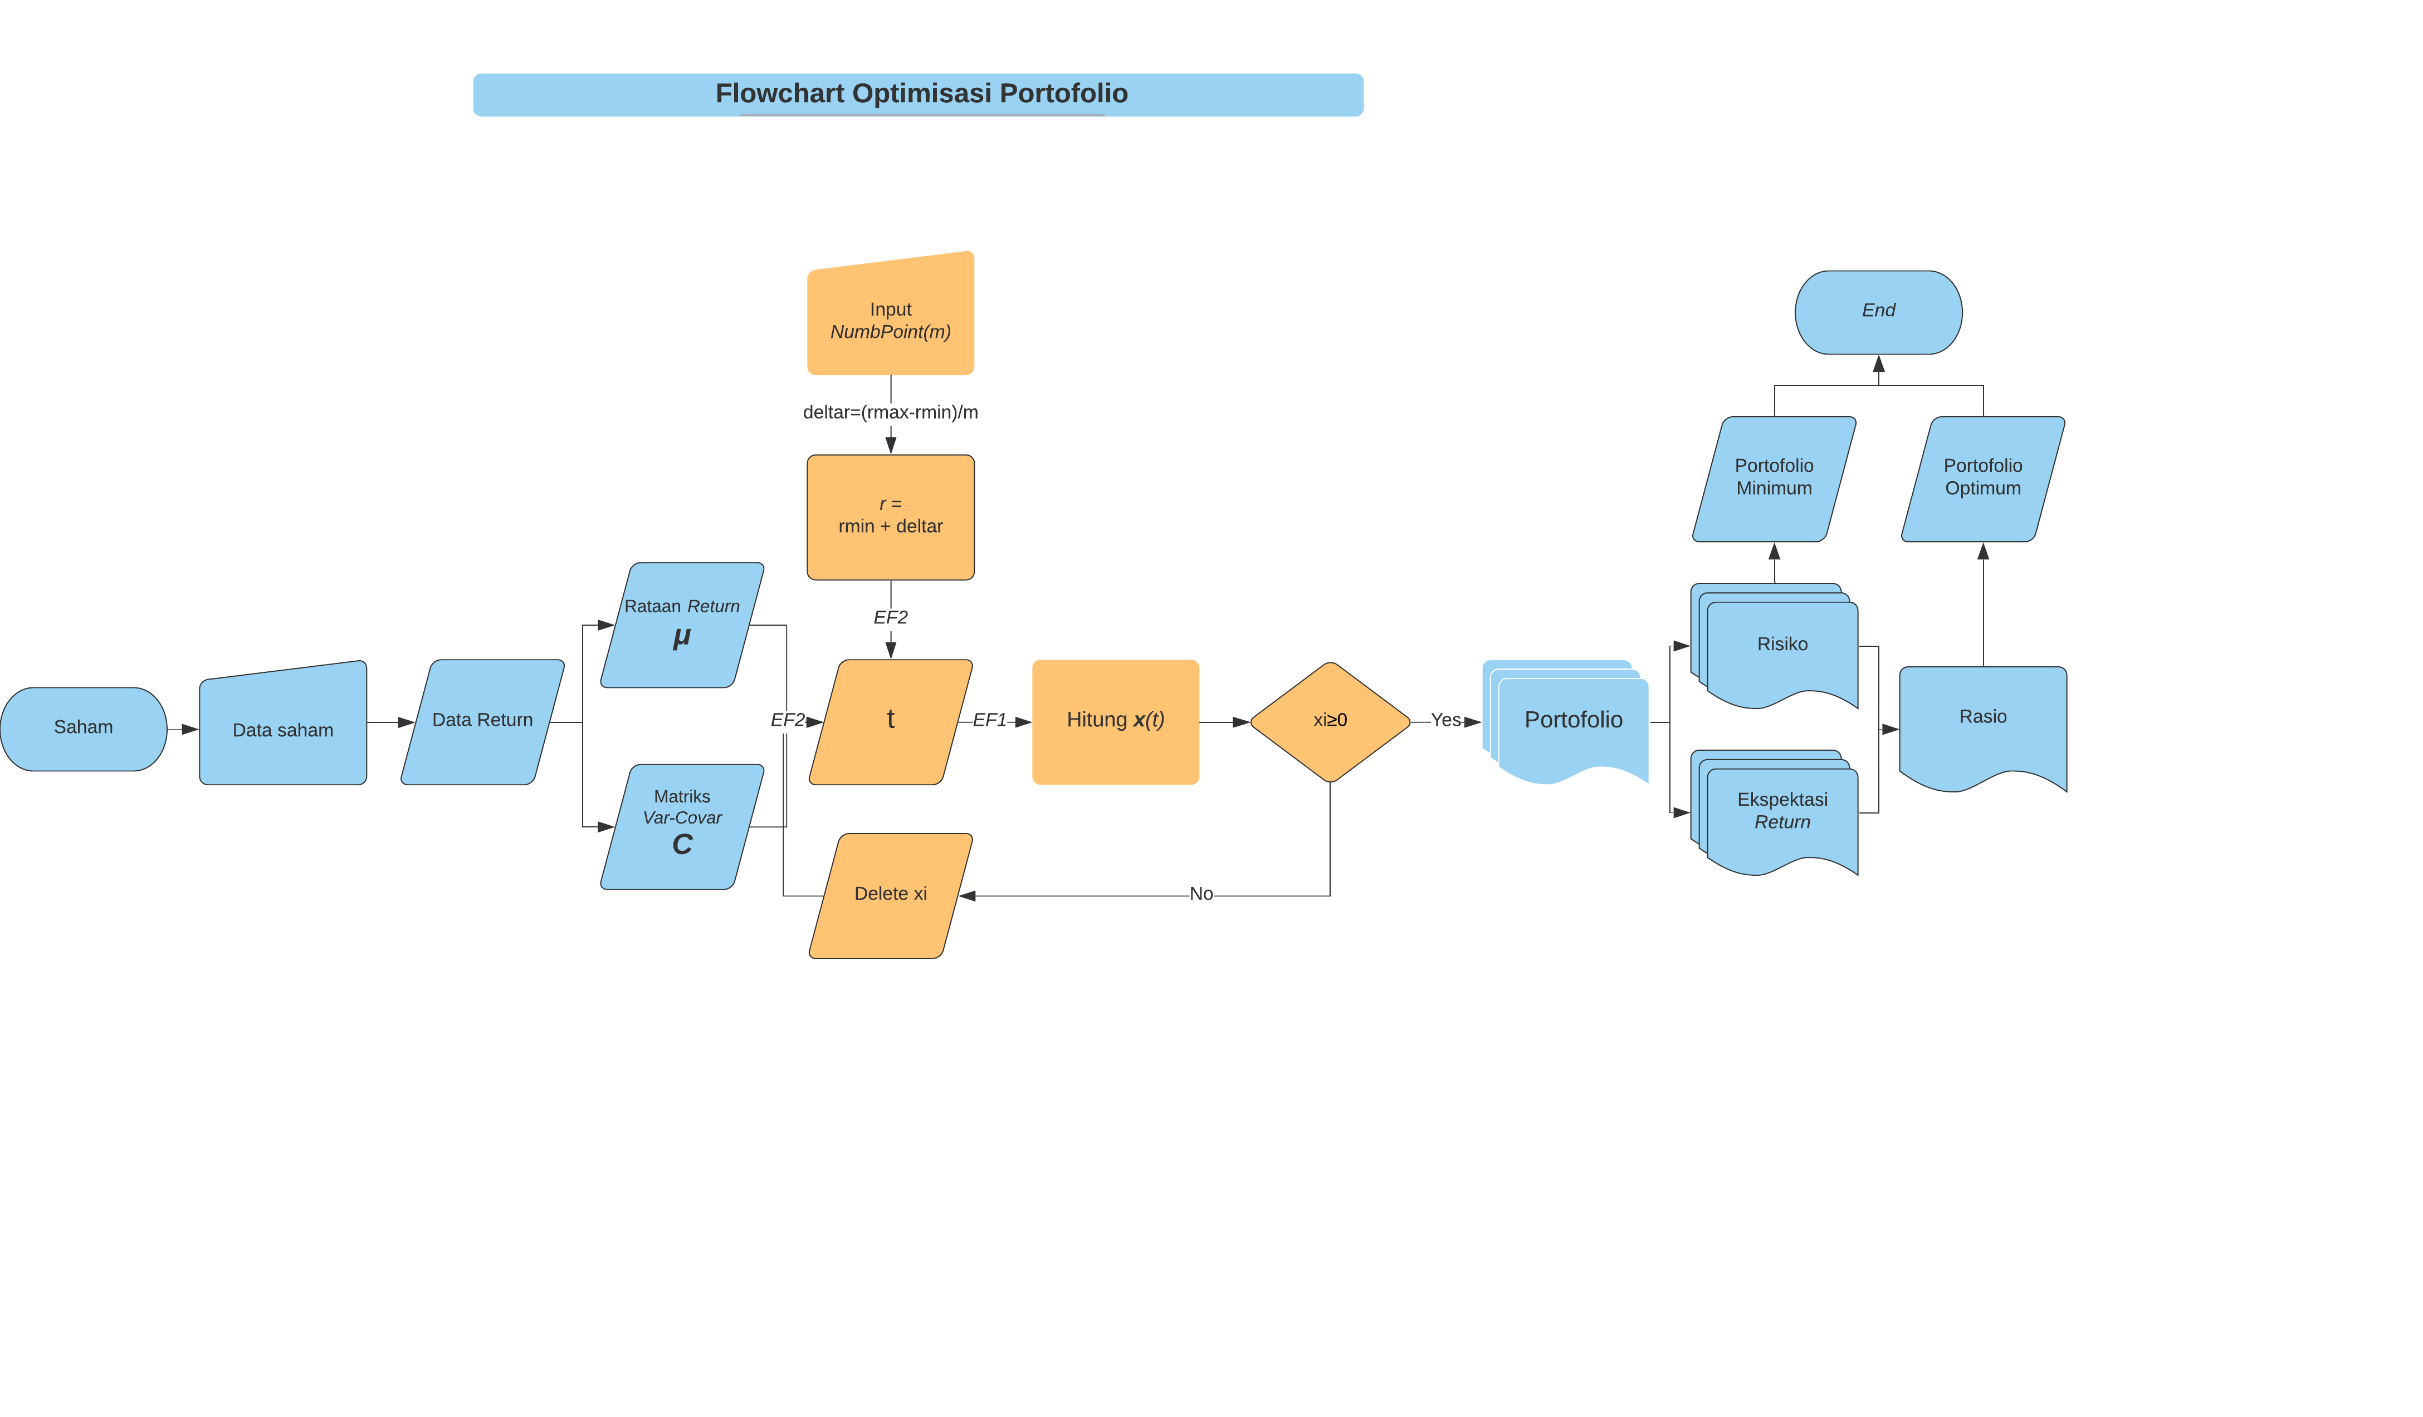 Flowchart Optimisasi Portofolio
Input
NumbPoint(m)
deltar=(rmax-rmin)/m
r =
rmin + deltar
EF2
Saham
Data saham
Data Return
Rataan Return
μ
Matriks
Var-Covar
C
EF2
t
EF1
Hitung x(t)
xi≥0
Yes
No
Delete xi
Portofolio
Risiko
Ekspektasi
Return
Rasio
Portofolio
Minimum
Portofolio
Optimum
End